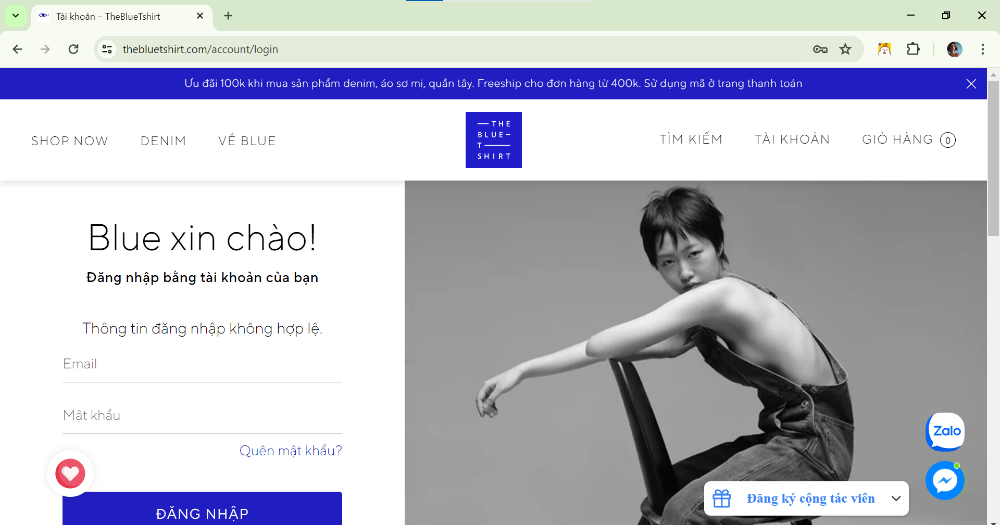 Tài khoản – TheBlueTshirt
thebluetshirt.com/account/login
Ưu đãi 100k khi mua sản phẩm denim, áo sơ mi, quần tây. Freeship cho đơn hàng từ 400k. Sử dụng mã ở trang thanh toán
SHOP NOW DENIM VỀ BLUE
THE
BLUE
T
SHIRT
TÌM KIẾM TÀI KHOẢN GIỎ HÀNG 0
Blue xin chào!
Đăng nhập bằng tài khoản của bạn
Thông tin đăng nhập không hợp lệ.
Email
Mật khẩu
Quên mật khẩu?
ĐĂNG NHẬP
Zalo
Đăng ký cộng tác viên